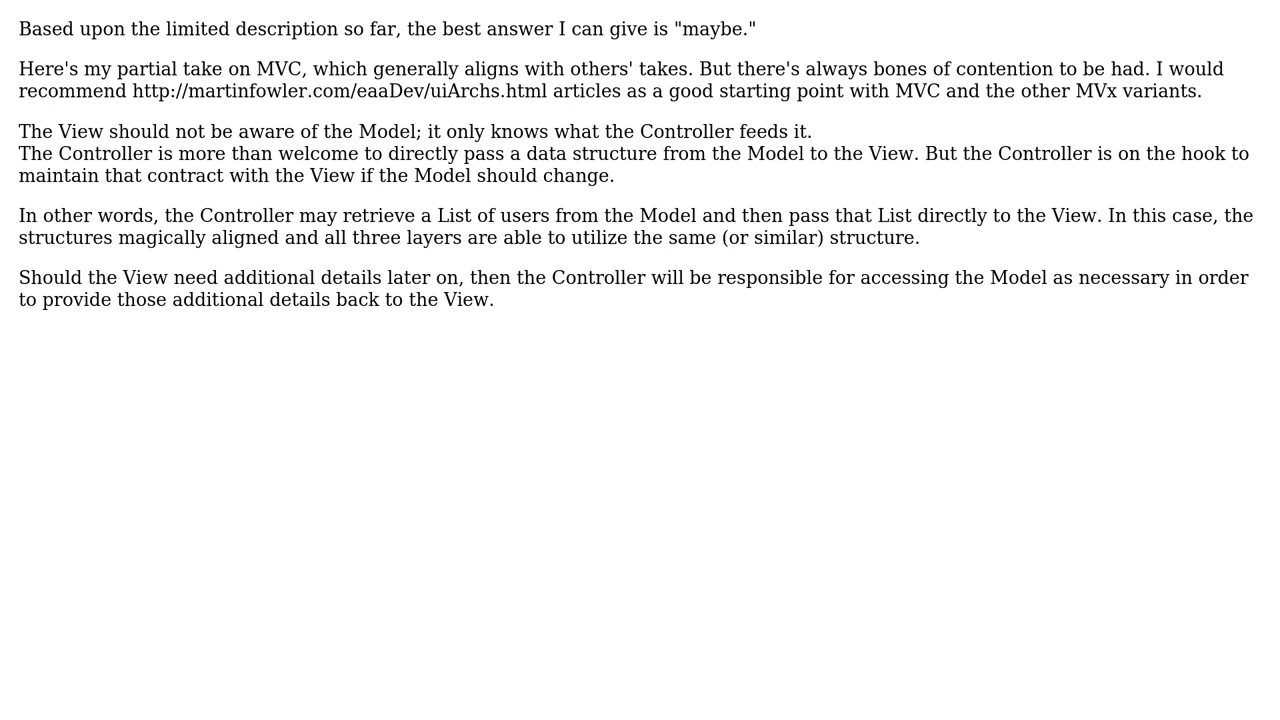 Based upon the limited description so far, the best answer I can give is "maybe."
Here's my partial take on MVC, which generally aligns with others' takes. But there's always bones of contention to be had. I would
recommend http://martinfowler.com/eaaDev/uiArchs.html articles as a good starting point with MVC and the other MVx variants.
The View should not be aware of the Model; it only knows what the Controller feeds it.
The Controller is more than welcome to directly pass a data structure from the Model to the View. But the Controller is on the hook to
maintain that contract with the View if the Model should change.
In other words, the Controller may retrieve a List of users from the Model and then pass that List directly to the View. In this case, the
structures magically aligned and all three layers are able to utilize the same (or similar) structure.
Should the View need additional details later on, then the Controller will be responsible for accessing the Model as necessary in order
to provide those additional details back to the View.